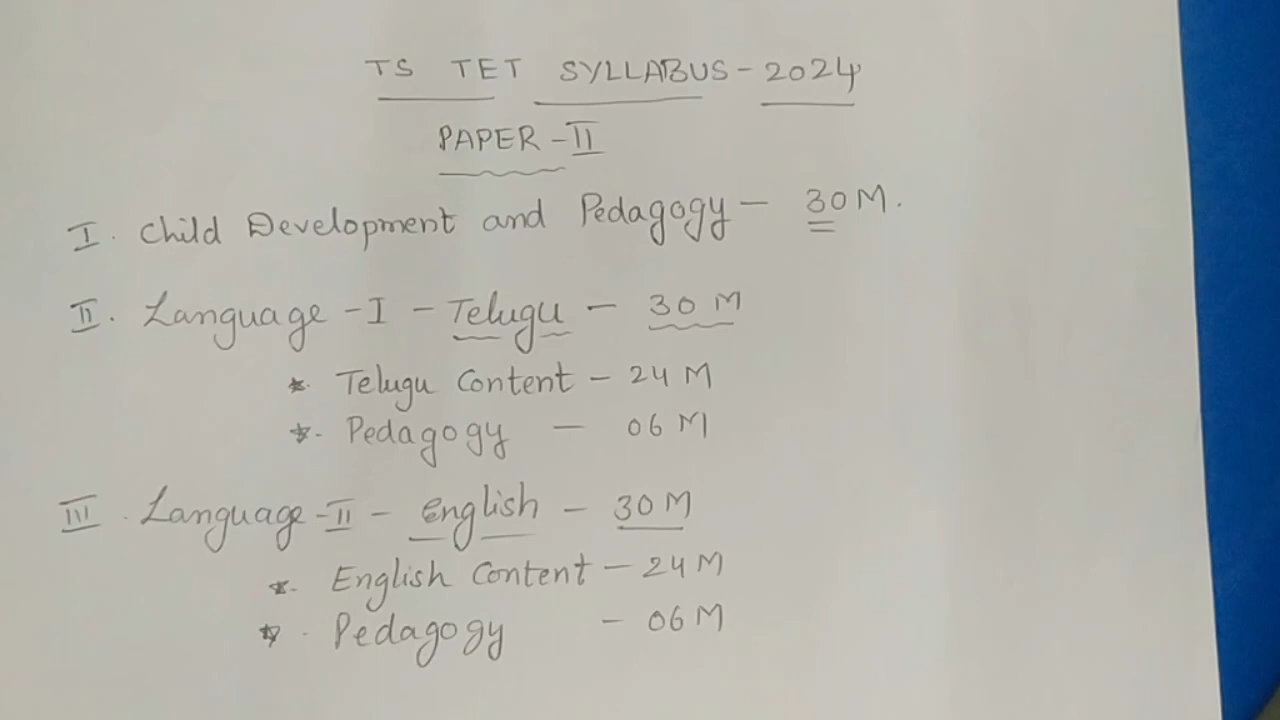 TS TET SYLLABUS - 2024
PAPER - II
I. Child Development and Pedagogy - 30M.
II. Language - I - Telugu - 30 M
* Telugu Content - 24 M
* Pedagogy - 06 M
III. Language - II - English - 30 M
* English Content - 24 M
* Pedagogy - 06 M